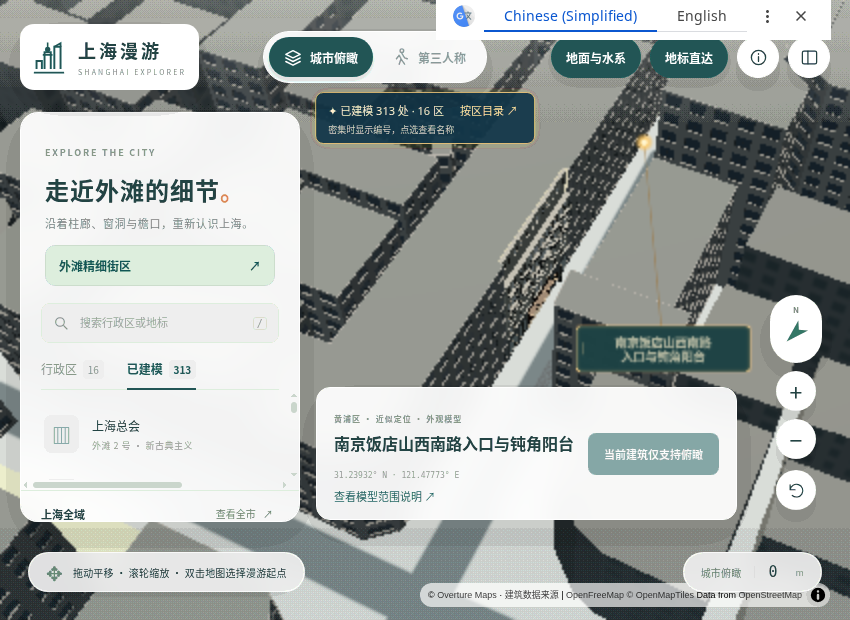 Chinese (Simplified)
English
上海漫游
SHANGHAI EXPLORER
城市俯瞰
第三人称
地面与水系
地标直达
✦ 已建模 313 处 · 16 区 按区目录 ↗
密集时显示编号，点选查看名称
EXPLORE THE CITY
走近外滩的细节。
沿着柱廊、窗洞与檐口，重新认识上海。
外滩精细街区 ↗
搜索行政区或地标 /
行政区 16
已建模 313
上海总会
外滩 2 号 · 新古典主义
上海全域
查看全市 ↗
南京饭店山西南路
入口与钝角阳台
N
黄浦区 · 近似定位 · 外观模型
南京饭店山西南路入口与钝角阳台
当前建筑仅支持俯瞰
31.23932° N · 121.47773° E
查看模型范围说明 ↗
拖动平移 · 滚轮缩放 · 双击地图选择漫游起点
城市俯瞰 0 m
© Overture Maps · 建筑数据来源 | OpenFreeMap © OpenMapTiles Data from OpenStreetMap